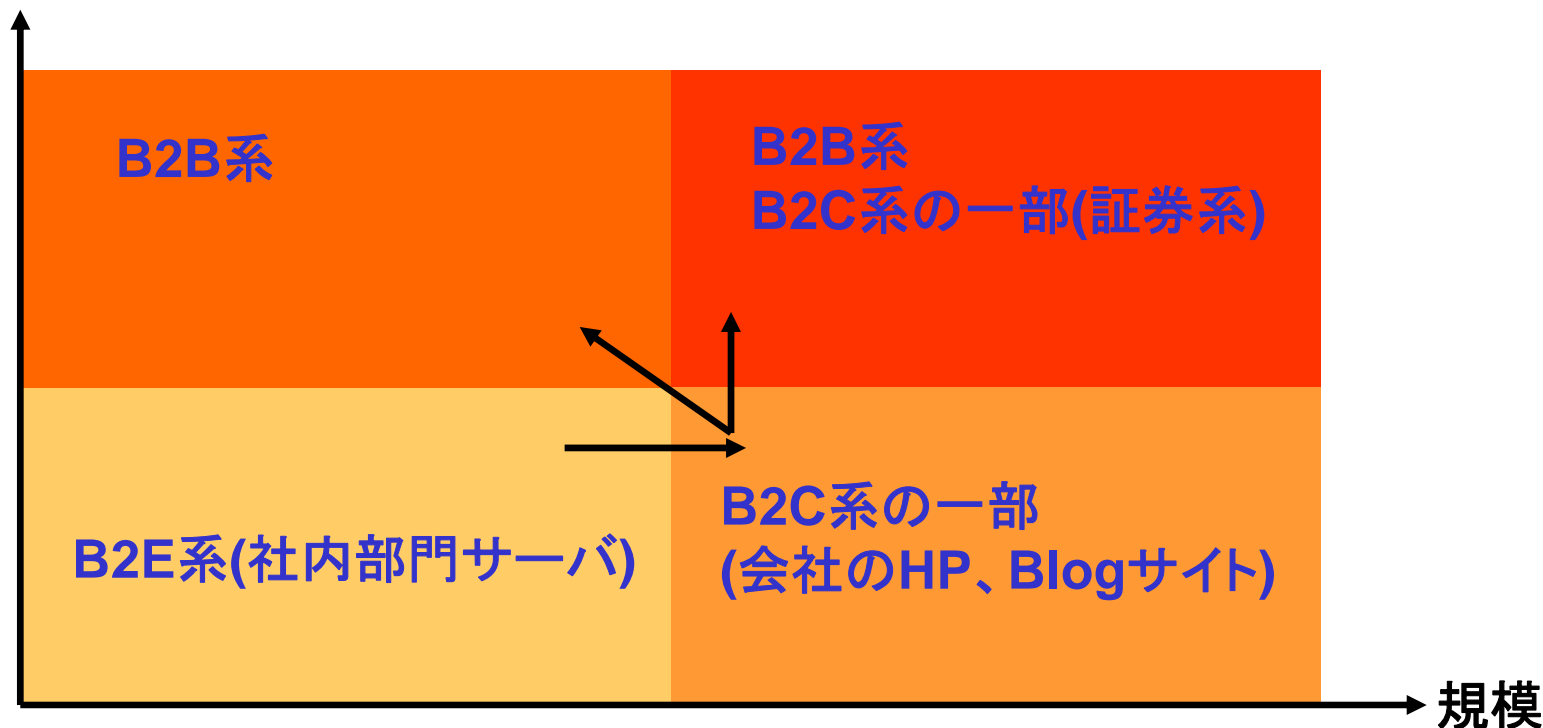 B2B系
B2B系
B2C系の一部(証券系)
B2E系(社内部門サーバ)
B2C系の一部
(会社のHP、Blogサイト)
規模